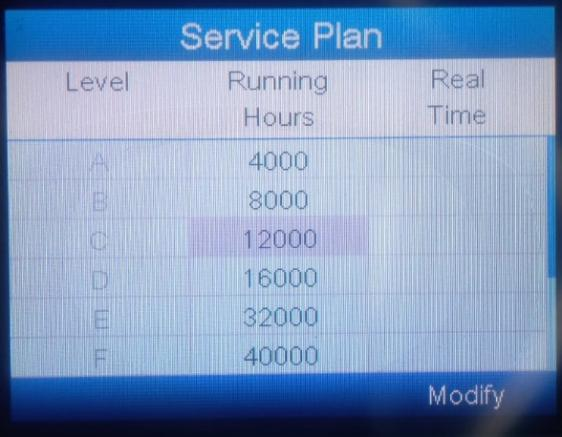 Service Plan
Level Running Hours Real Time
A 4000
B 8000
C 12000
D 16000
E 32000
F 40000
Modify